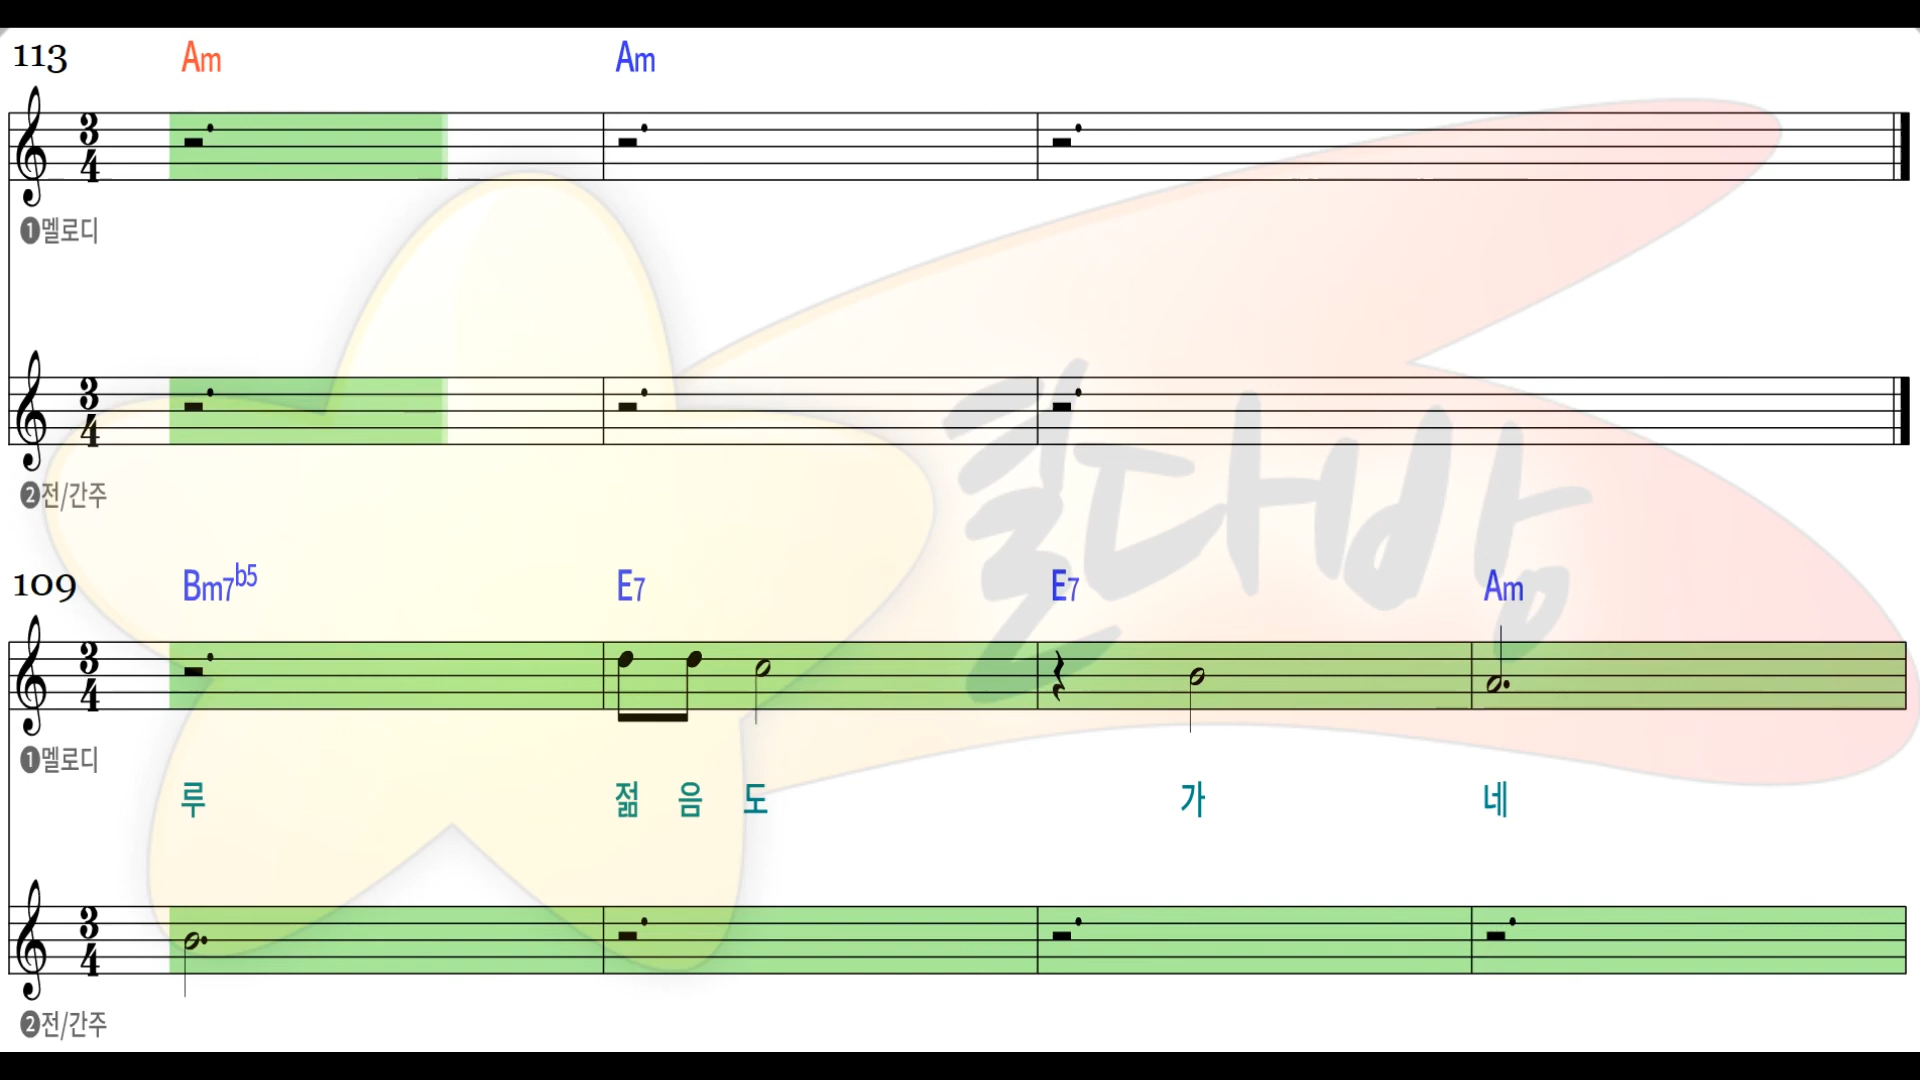 113 Am Am
3/4
❶멜로디
3/4
❷전/간주
109 Bm7b5 E7 E7 Am
3/4
❶멜로디
루 젊 음 도 가 네
3/4
❷전/간주